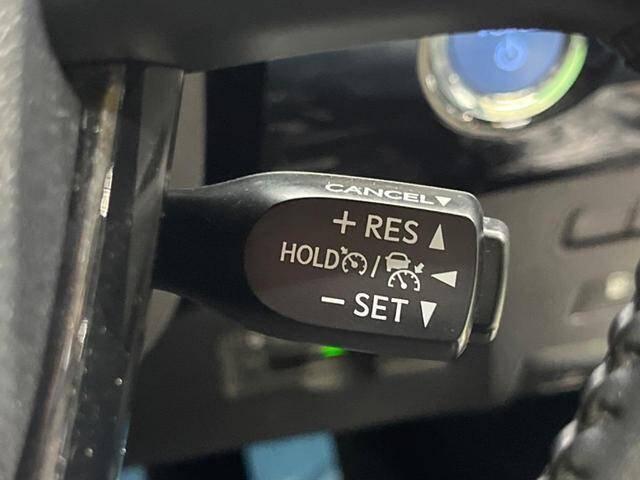 CANCEL▼
+ RES ▲
HOLD / ◄
− SET ▼